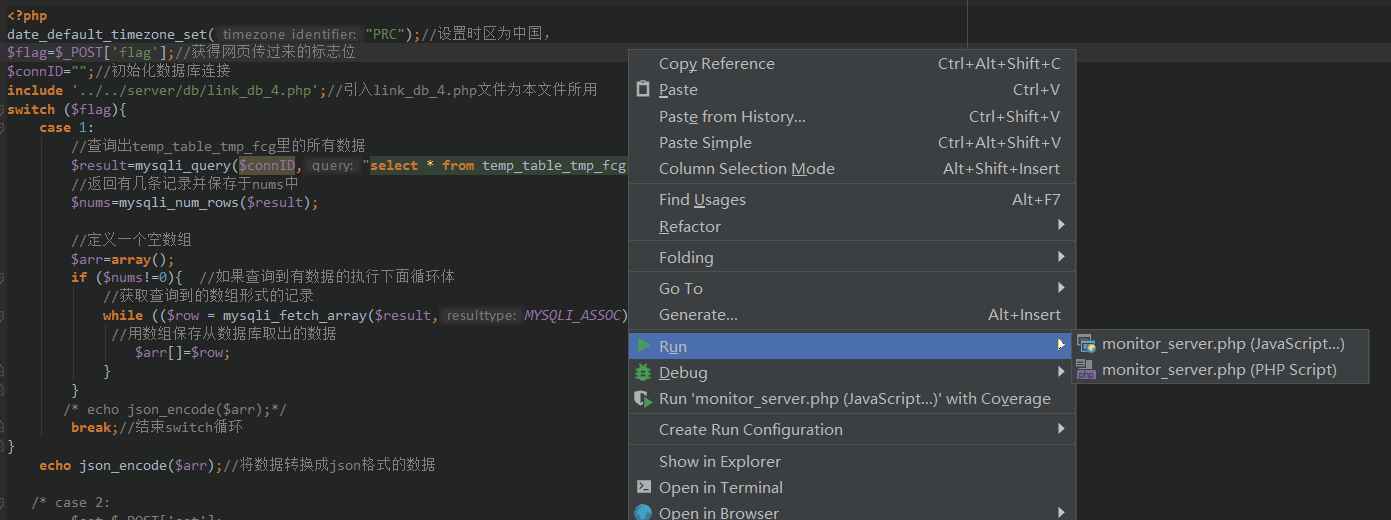 <?php
date_default_timezone_set( timezone_identifier: "PRC");//设置时区为中国,
$flag=$_POST['flag'];//获得网页传过来的标志位
$connID="";//初始化数据库连接
include '../../server/db/link_db_4.php';//引入link_db_4.php文件为本文件所用
switch ($flag){
case 1:
//查询出temp_table_tmp_fcg里的所有数据
$result=mysqli_query($connID, query: "select * from temp_table_tmp_fcg
//返回有几条记录并保存于nums中
$nums=mysqli_num_rows($result);
//定义一个空数组
$arr=array();
if ($nums!=0){ //如果查询到有数据的执行下面循环体
//获取查询到的数组形式的记录
while (($row = mysqli_fetch_array($result, resulttype: MYSQLI_ASSOC)
//用数组保存从数据库取出的数据
$arr[]=$row;
}
}
/* echo json_encode($arr);*/
break;//结束switch循环
}
echo json_encode($arr);//将数据转换成json格式的数据
/* case 2:
Copy Reference Ctrl+Alt+Shift+C
Paste Ctrl+V
Paste from History... Ctrl+Shift+V
Paste Simple Ctrl+Alt+Shift+V
Column Selection Mode Alt+Shift+Insert
Find Usages Alt+F7
Refactor
Folding
Go To
Generate... Alt+Insert
Run
Debug
Run 'monitor_server.php (JavaScript...)' with Coverage
Create Run Configuration
Show in Explorer
Open in Terminal
Open in Browser
monitor_server.php (JavaScript...)
php monitor_server.php (PHP Script)